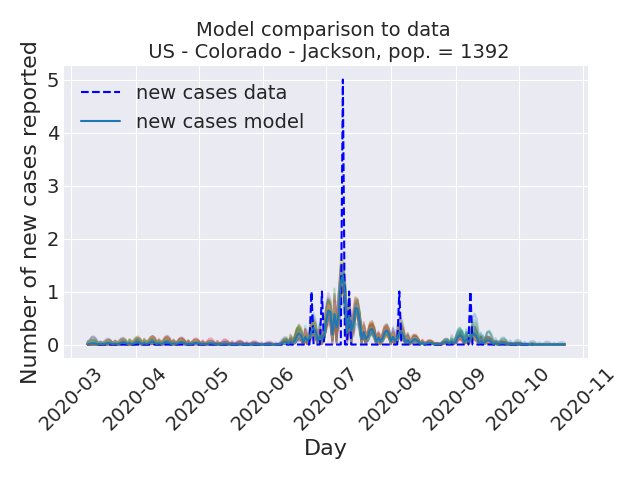 Model comparison to data
US - Colorado - Jackson, pop. = 1392
Number of new cases reported
5
4
3
2
1
0
new cases data
new cases model
2020-03
2020-04
2020-05
2020-06
2020-07
2020-08
2020-09
2020-10
2020-11
Day